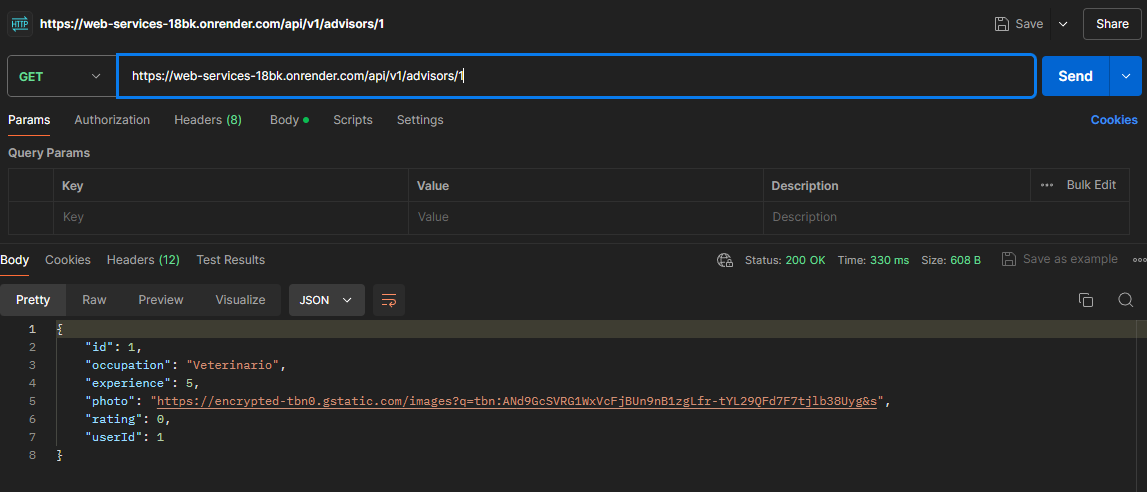 HTTP https://web-services-18bk.onrender.com/api/v1/advisors/1 Save Share
GET https://web-services-18bk.onrender.com/api/v1/advisors/1 Send
Params Authorization Headers (8) Body Scripts Settings Cookies
Query Params
Key Value Description Bulk Edit
Key Value Description
Body Cookies Headers (12) Test Results Status: 200 OK Time: 330 ms Size: 608 B Save as example
Pretty Raw Preview Visualize JSON
1 {
2 "id": 1,
3 "occupation": "Veterinario",
4 "experience": 5,
5 "photo": "https://encrypted-tbn0.gstatic.com/images?q=tbn:ANd9GcSVRG1WxVcFjBUn9nB1zgLfr-tYL29QFd7F7tjlb38Uyg&s",
6 "rating": 0,
7 "userId": 1
8 }